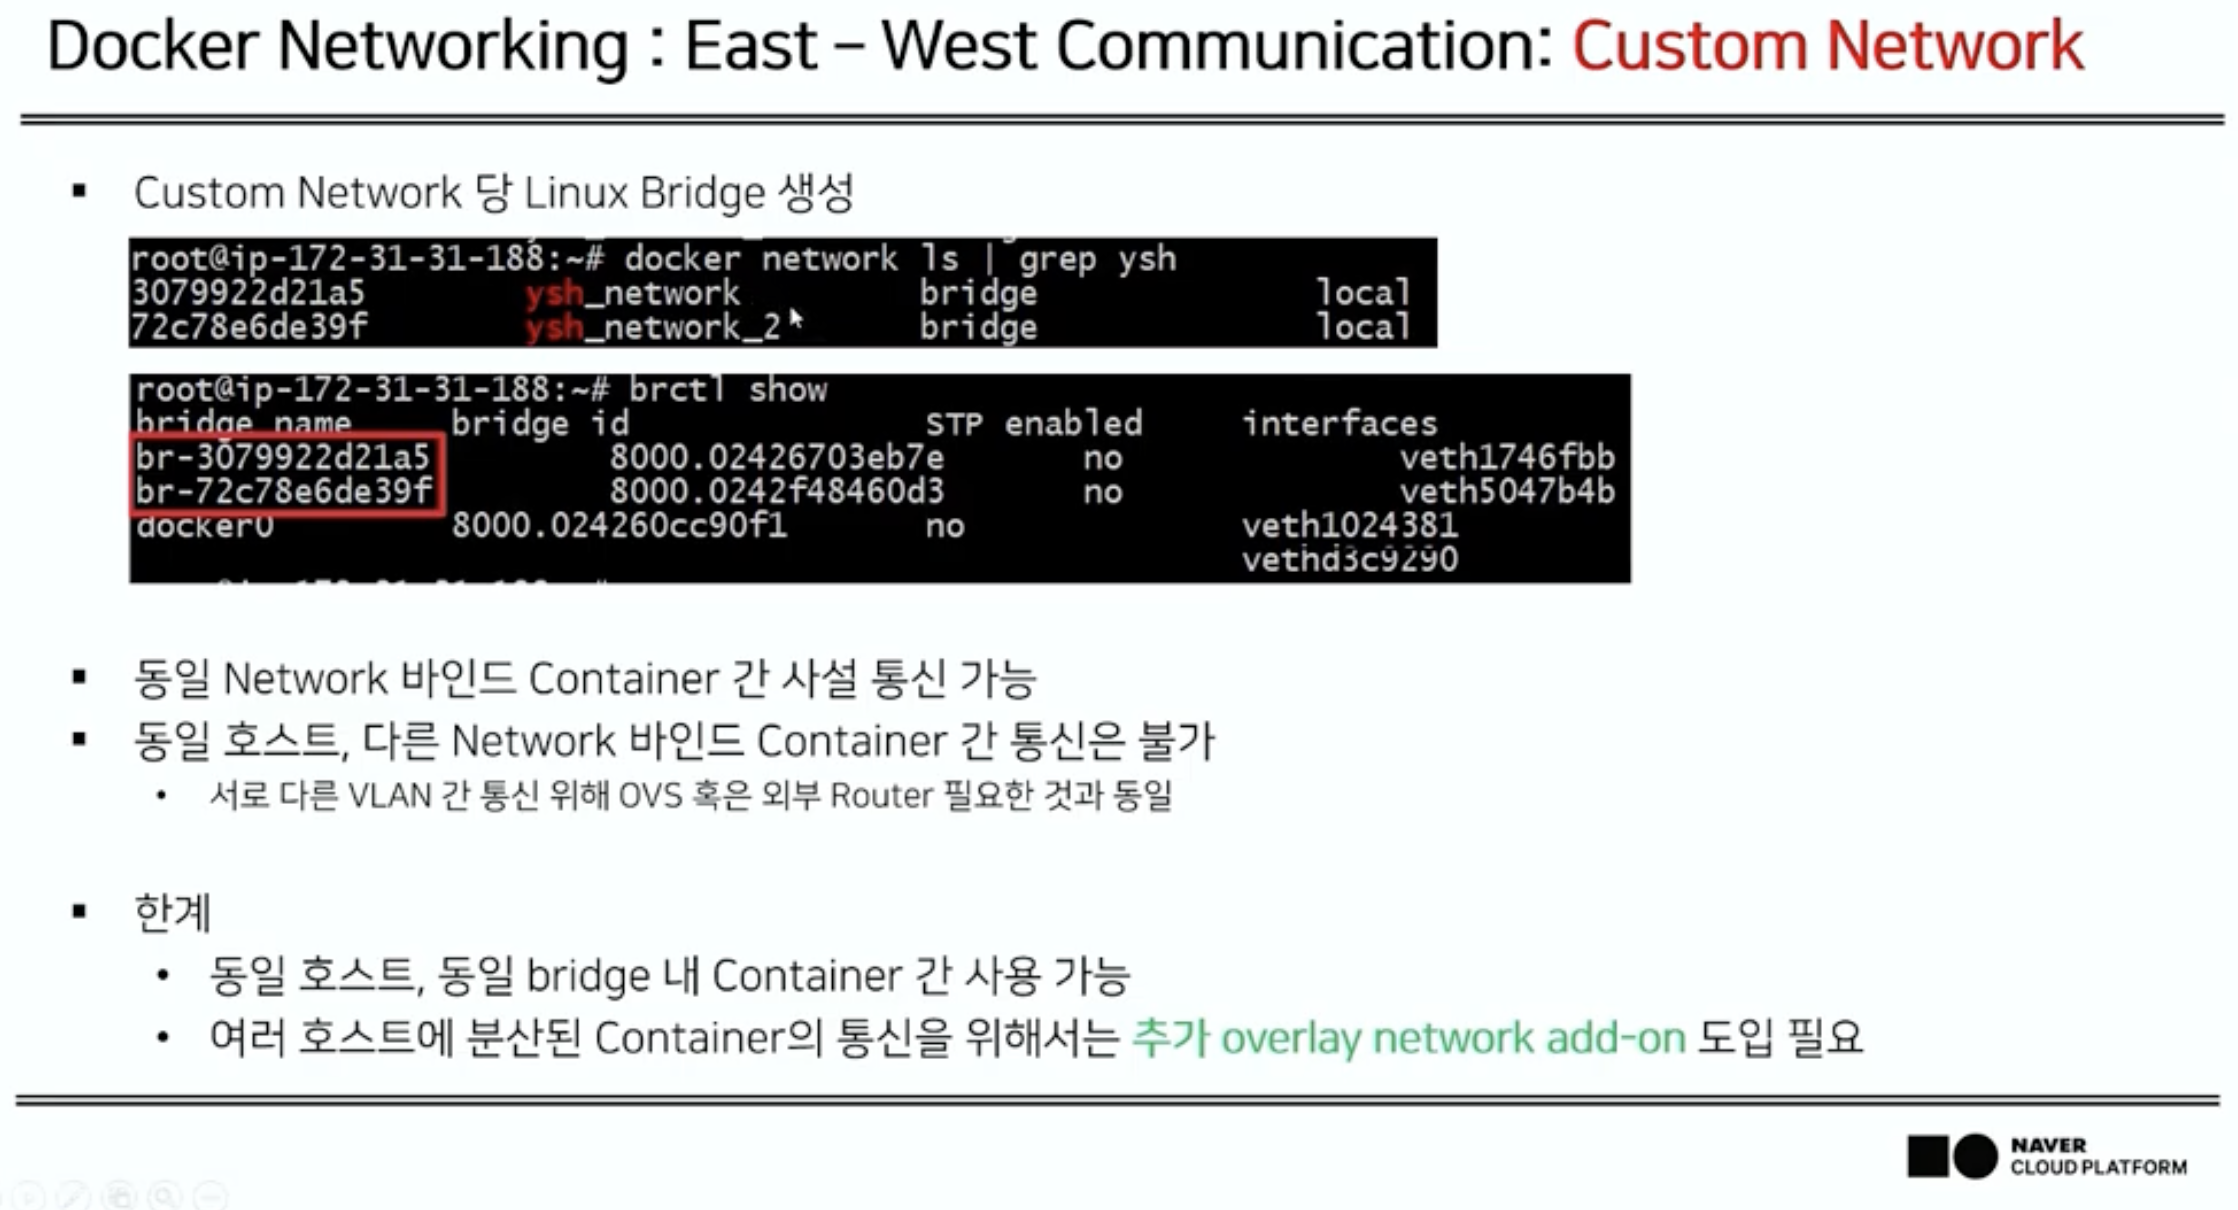 Docker Networking : East – West Communication: Custom Network
▪ Custom Network 당 Linux Bridge 생성
root@ip-172-31-31-188:~# docker network ls | grep ysh
3079922d21a5 ysh_network bridge local
72c78e6de39f ysh_network_2 bridge local
root@ip-172-31-31-188:~# brctl show
bridge name bridge id STP enabled interfaces
br-3079922d21a5 8000.02426703eb7e no veth1746fbb
br-72c78e6de39f 8000.0242f48460d3 no veth5047b4b
docker0 8000.024260cc90f1 no veth1024381
vethd3c9290
▪ 동일 Network 바인드 Container 간 사설 통신 가능
▪ 동일 호스트, 다른 Network 바인드 Container 간 통신은 불가
• 서로 다른 VLAN 간 통신 위해 OVS 혹은 외부 Router 필요한 것과 동일
▪ 한계
• 동일 호스트, 동일 bridge 내 Container 간 사용 가능
• 여러 호스트에 분산된 Container의 통신을 위해서는 추가 overlay network add-on 도입 필요
NAVER
CLOUD PLATFORM